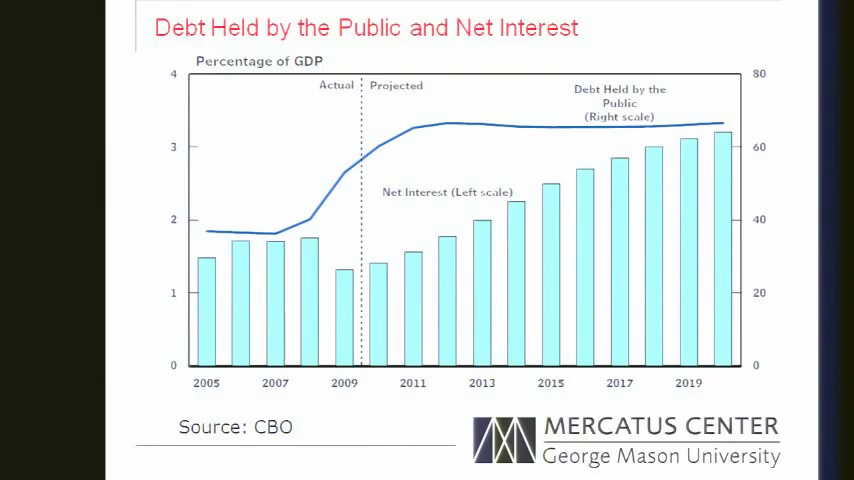 Debt Held by the Public and Net Interest
Percentage of GDP
4
80
Actual
Projected
Debt Held by the
Public
(Right scale)
3
60
Net Interest (Left scale)
2
40
1
20
0
0
2005
2007
2009
2011
2013
2015
2017
2019
Source: CBO
MERCATUS CENTER
George Mason University